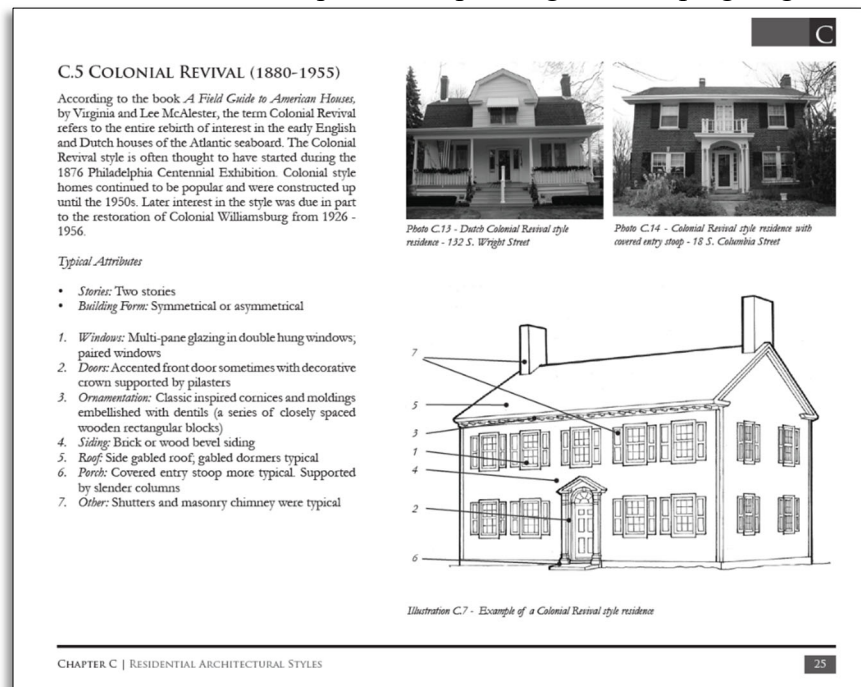 C
C.5 COLONIAL REVIVAL (1880-1955)
According to the book A Field Guide to American Houses,
by Virginia and Lee McAlester, the term Colonial Revival
refers to the entire rebirth of interest in the early English
and Dutch houses of the Atlantic seaboard. The Colonial
Revival style is often thought to have started during the
1876 Philadelphia Centennial Exhibition. Colonial style
homes continued to be popular and were constructed up
until the 1950s. Later interest in the style was due in part
to the restoration of Colonial Williamsburg from 1926 -
1956.
Typical Attributes
• Stories: Two stories
• Building Form: Symmetrical or asymmetrical
1. Windows: Multi-pane glazing in double hung windows;
paired windows
2. Doors: Accented front door sometimes with decorative
crown supported by pilasters
3. Ornamentation: Classic inspired cornices and moldings
embellished with dentils (a series of closely spaced
wooden rectangular blocks)
4. Siding: Brick or wood bevel siding
5. Roof: Side gabled roof; gabled dormers typical
6. Porch: Covered entry stoop more typical. Supported
by slender columns
7. Other: Shutters and masonry chimney were typical
Photo C.13 - Dutch Colonial Revival style
residence - 132 S. Wright Street
Photo C.14 - Colonial Revival style residence with
covered entry stoop - 18 S. Columbia Street
7
5
3
1
4
2
6
Illustration C.7 - Example of a Colonial Revival style residence
CHAPTER C | RESIDENTIAL ARCHITECTURAL STYLES
25